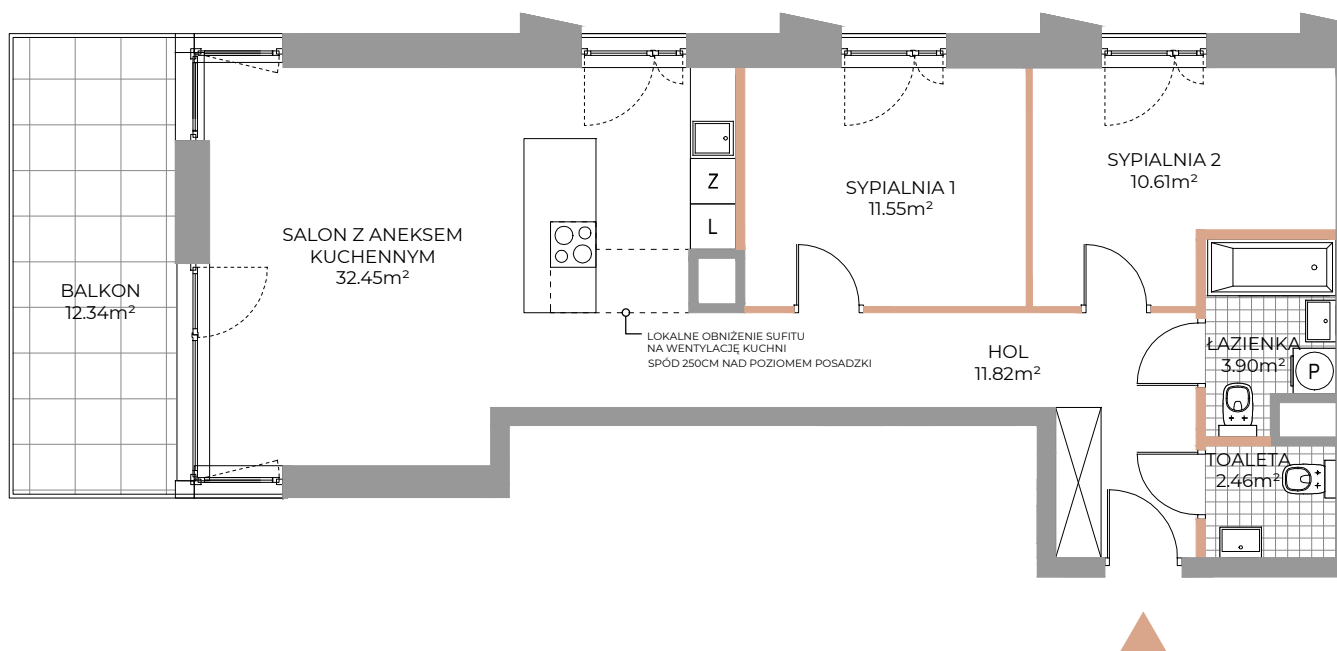 BALKON
12.34m²
SALON Z ANEKSEM
KUCHENNYM
32.45m²
Z
L
LOKALNE OBNIŻENIE SUFITU
NA WENTYLACJĘ KUCHNI
SPÓD 250CM NAD POZIOMEM POSADZKI
SYPIALNIA 1
11.55m²
SYPIALNIA 2
10.61m²
HOL
11.82m²
ŁAZIENKA
3.90m²
P
TOALETA
2.46m²